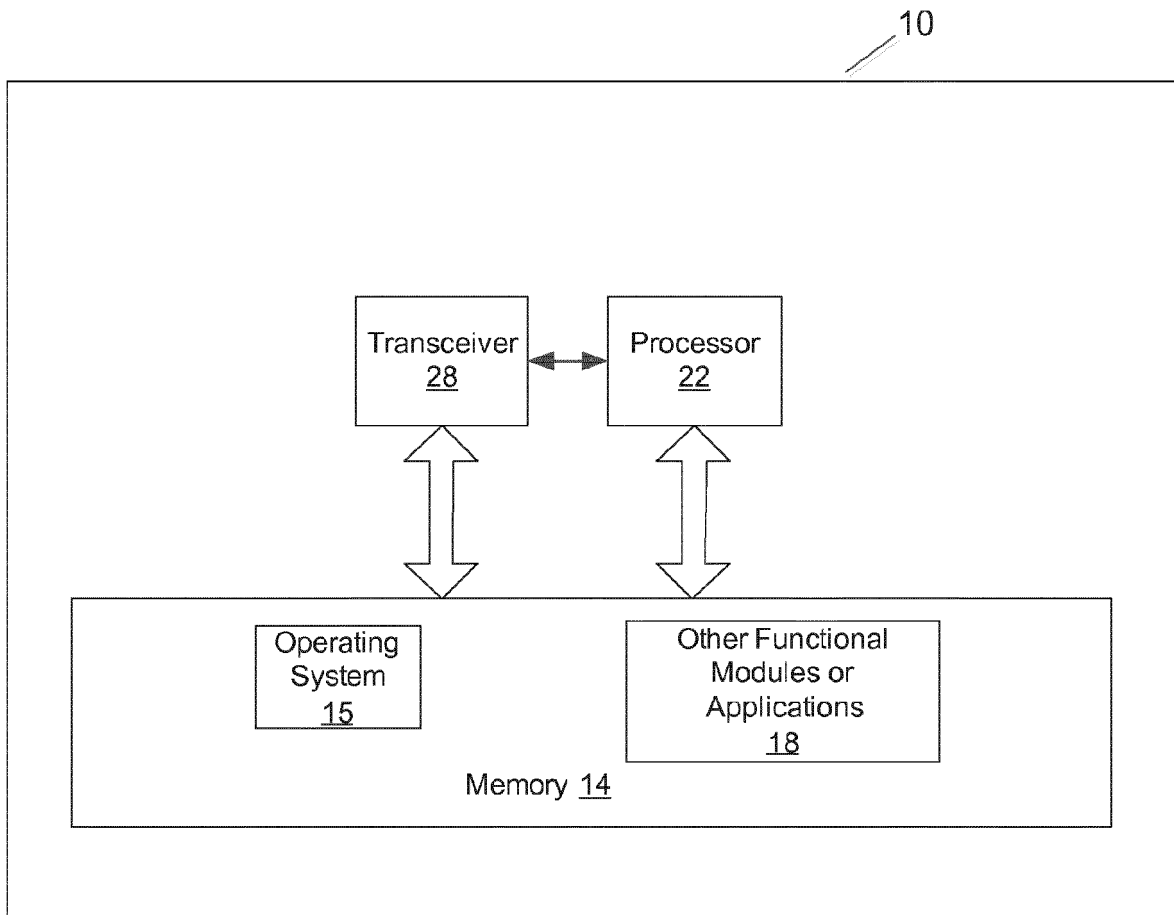 10
Transceiver
28
Processor
22
Operating
System
15
Other Functional
Modules or
Applications
18
Memory 14